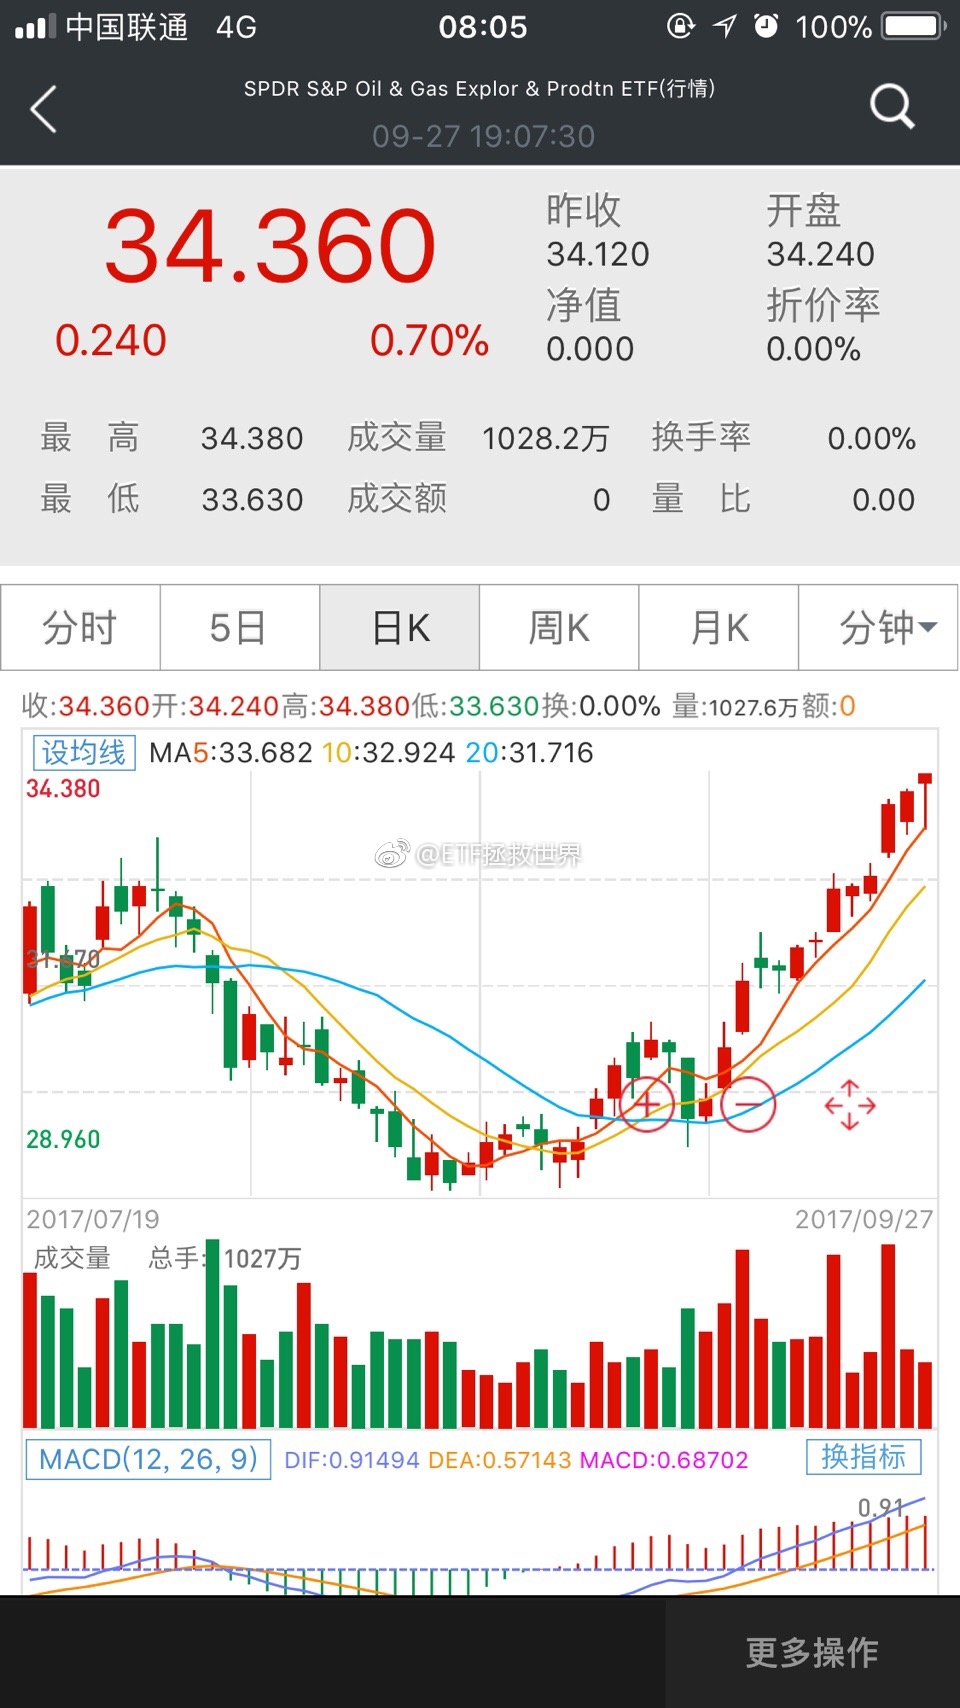 中国联通 4G 08:05 100%
SPDR S&P Oil & Gas Explor & Prodtn ETF(行情)
09-27 19:07:30
34.360
0.240 0.70%
昨收 开盘
34.120 34.240
净值 折价率
0.000 0.00%
最高 34.380 成交量 1028.2万 换手率 0.00%
最低 33.630 成交额 0 量比 0.00
分时 5日 日K 周K 月K 分钟
收:34.360开:34.240高:34.380低:33.630换:0.00% 量:1027.6万额:0
设均线 MA5:33.682 10:32.924 20:31.716
34.380
@ETF拯救世界
31.670
28.960
2017/07/19 2017/09/27
成交量 总手: 1027万
MACD(12, 26, 9) DIF:0.91494 DEA:0.57143 MACD:0.68702 换指标
0.91
更多操作